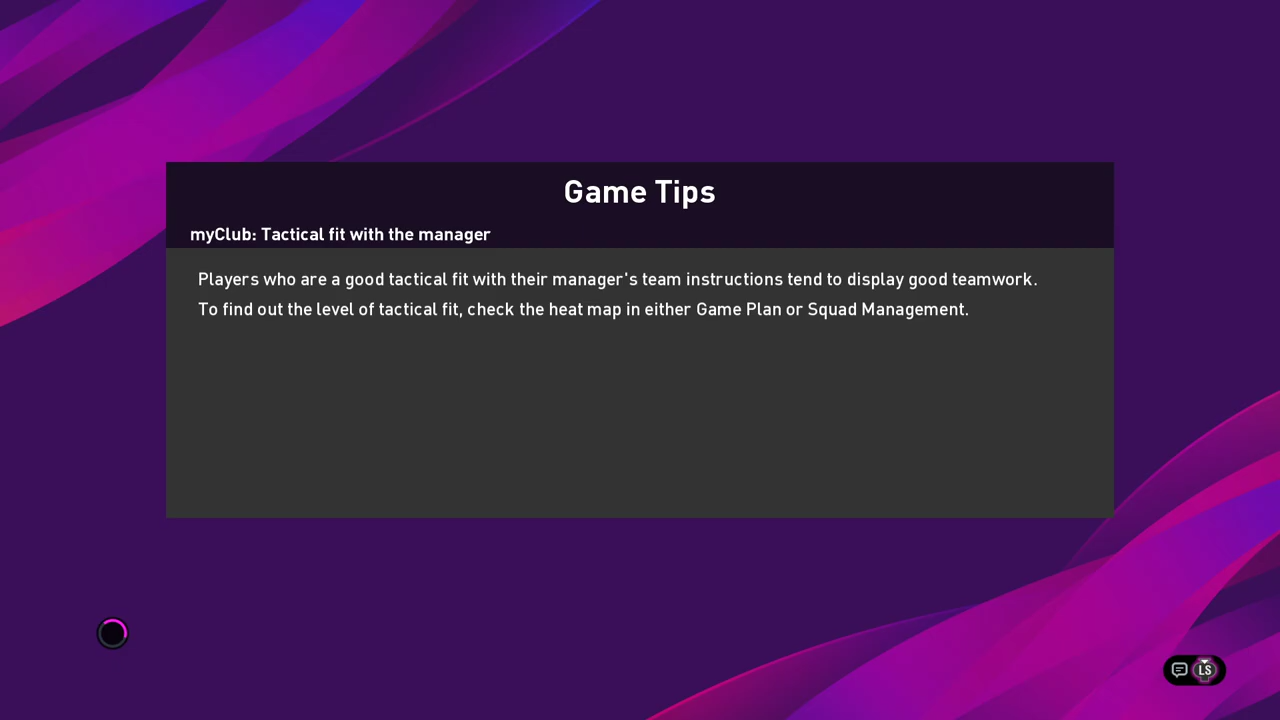 Game Tips
myClub: Tactical fit with the manager
Players who are a good tactical fit with their manager's team instructions tend to display good teamwork.
To find out the level of tactical fit, check the heat map in either Game Plan or Squad Management.
LS